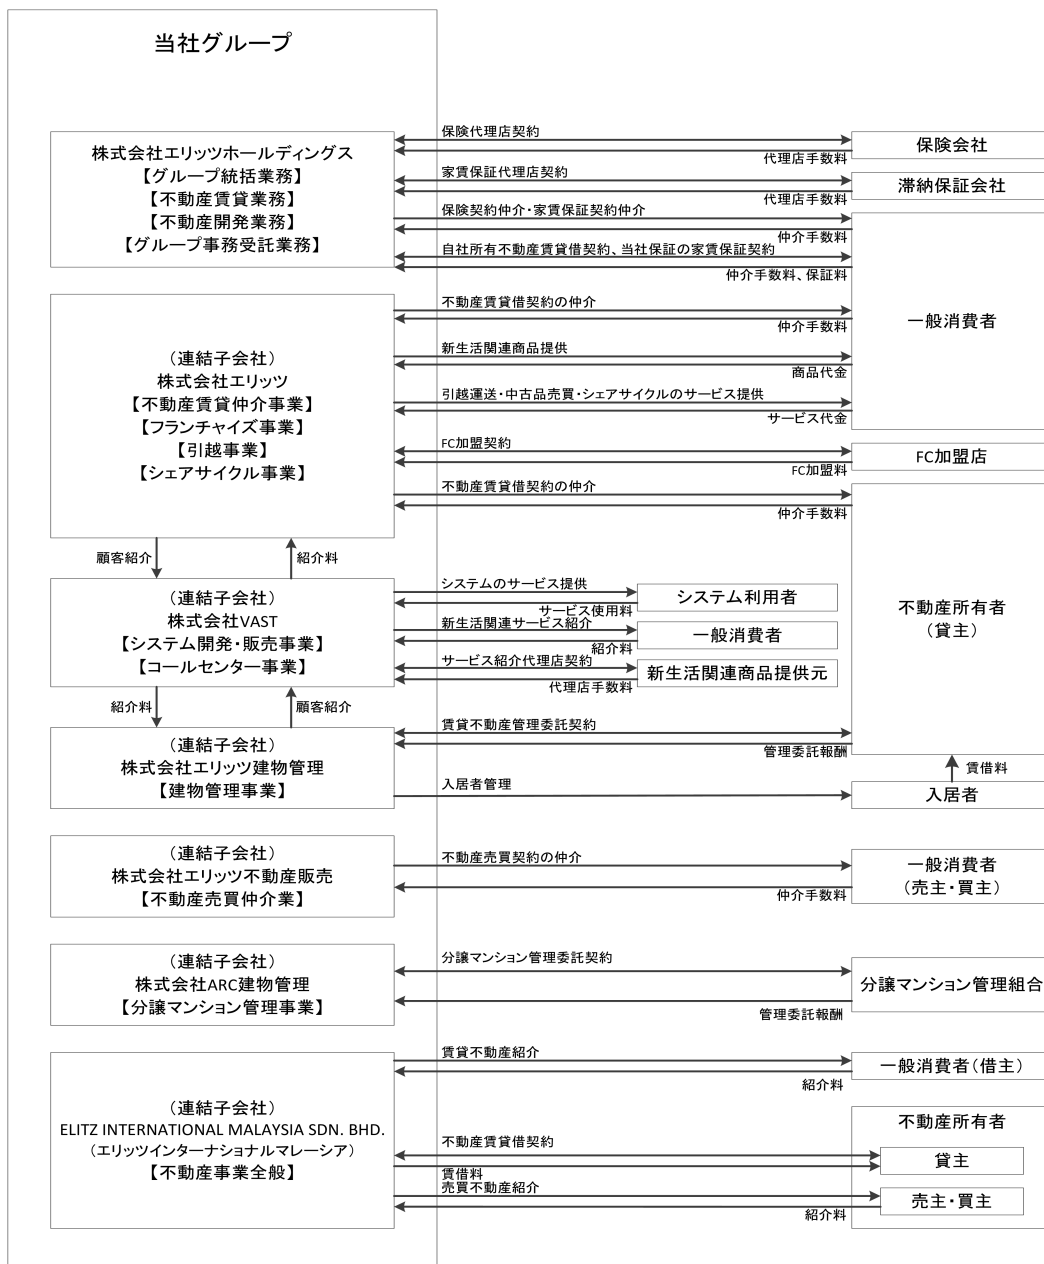 当社グループ
株式会社エリッツホールディングス
【グループ統括業務】
【不動産賃貸業務】
【不動産開発業務】
【グループ事務受託業務】
保険代理店契約
代理店手数料
保険会社
家賃保証代理店契約
代理店手数料
滞納保証会社
保険契約仲介・家賃保証契約仲介
仲介手数料
自社所有不動産賃貸借契約、当社保証の家賃保証契約
仲介手数料、保証料
一般消費者
（連結子会社）
株式会社エリッツ
【不動産賃貸仲介事業】
【フランチャイズ事業】
【引越事業】
【シェアサイクル事業】
不動産賃貸借契約の仲介
仲介手数料
新生活関連商品提供
商品代金
引越運送・中古品売買・シェアサイクルのサービス提供
サービス代金
FC加盟契約
FC加盟料
FC加盟店
不動産賃貸借契約の仲介
仲介手数料
不動産所有者
（貸主）
顧客紹介
紹介料
（連結子会社）
株式会社VAST
【システム開発・販売事業】
【コールセンター事業】
システムのサービス提供
サービス使用料
システム利用者
新生活関連サービス紹介
紹介料
一般消費者
サービス紹介代理店契約
代理店手数料
新生活関連商品提供元
紹介料
顧客紹介
（連結子会社）
株式会社エリッツ建物管理
【建物管理事業】
賃貸不動産管理委託契約
管理委託報酬
賃借料
入居者管理
入居者
（連結子会社）
株式会社エリッツ不動産販売
【不動産売買仲介業】
不動産売買契約の仲介
仲介手数料
一般消費者
（売主・買主）
（連結子会社）
株式会社ARC建物管理
【分譲マンション管理事業】
分譲マンション管理委託契約
管理委託報酬
分譲マンション管理組合
（連結子会社）
ELITZ INTERNATIONAL MALAYSIA SDN. BHD.
（エリッツインターナショナルマレーシア）
【不動産事業全般】
賃貸不動産紹介
紹介料
一般消費者（借主）
不動産所有者
不動産賃貸借契約
賃借料
貸主
売買不動産紹介
紹介料
売主・買主